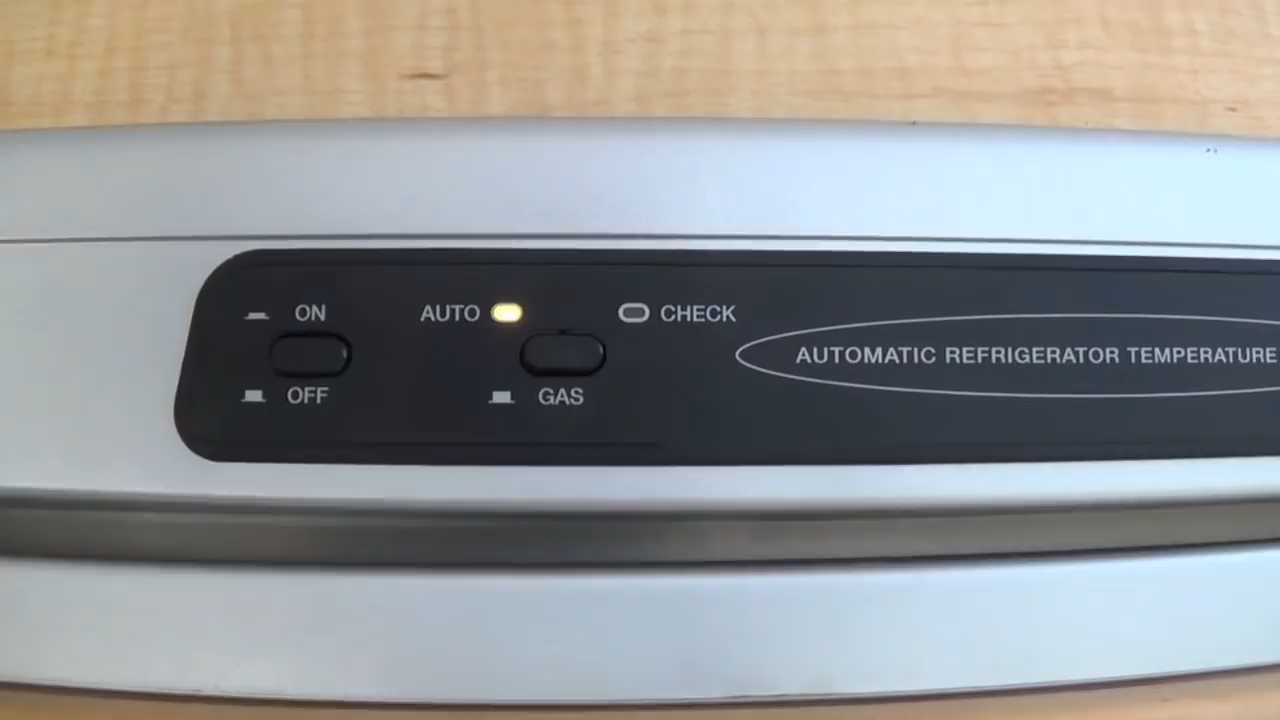 ON
OFF
AUTO
GAS
CHECK
AUTOMATIC REFRIGERATOR TEMPERATURE